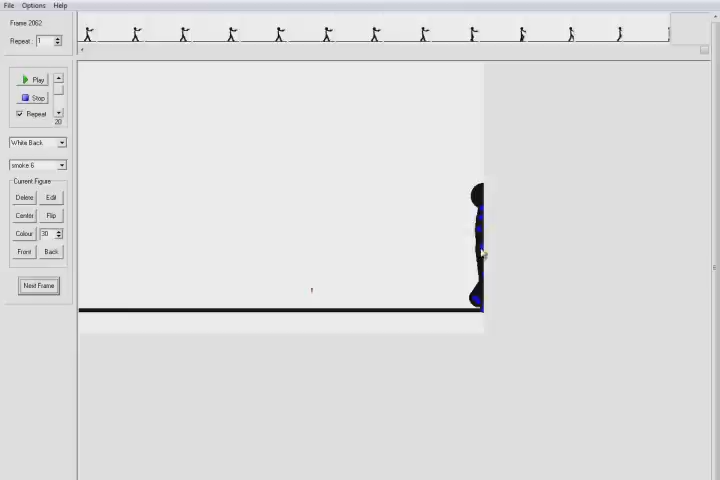 File Options Help
Frame 2062
Repeat : 1
Play
Stop
Repeat
20
White Back
smoke 6
Current Figure
Delete Edit
Center Flip
Colour 30
Front Back
Next Frame